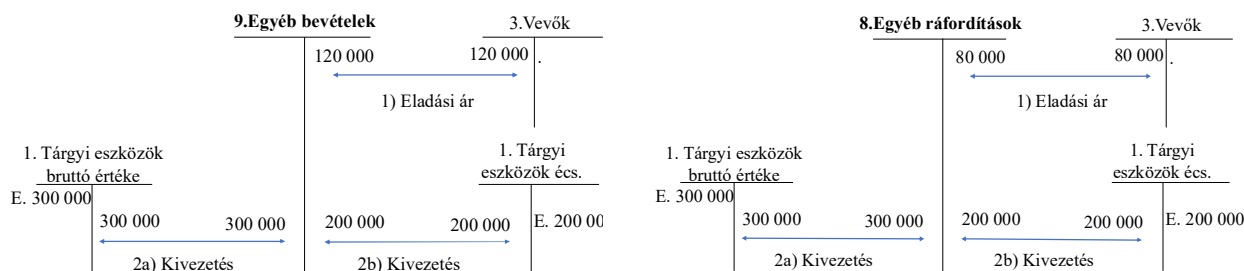 9.Egyéb bevételek
3.Vevők
120 000
120 000
.
1) Eladási ár
1. Tárgyi eszközök
bruttó értéke
1. Tárgyi
eszközök écs.
E. 300 000
300 000
300 000
200 000
200 000
E. 200 00
2a) Kivezetés
2b) Kivezetés
8.Egyéb ráfordítások
3.Vevők
80 000
80 000
.
1) Eladási ár
1. Tárgyi eszközök
bruttó értéke
1. Tárgyi
eszközök écs.
E. 300 000
300 000
300 000
200 000
200 000
E. 200 000
2a) Kivezetés
2b) Kivezetés